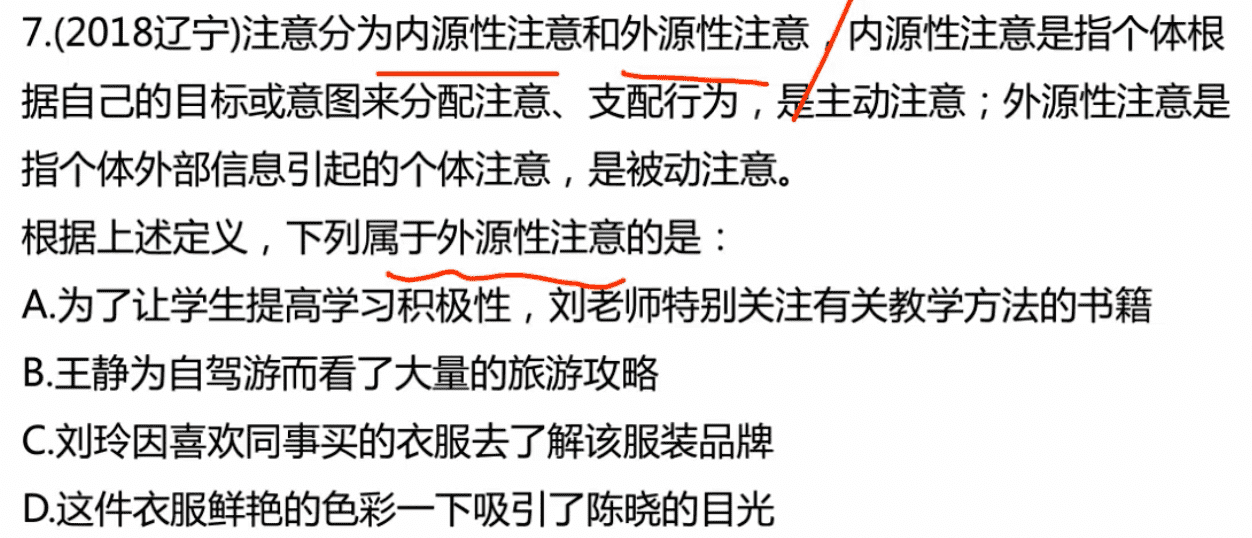 7.(2018辽宁)注意分为内源性注意和外源性注意，内源性注意是指个体根
据自己的目标或意图来分配注意、支配行为，是主动注意；外源性注意是
指个体外部信息引起的个体注意，是被动注意。
根据上述定义，下列属于外源性注意的是：
A.为了让学生提高学习积极性，刘老师特别关注有关教学方法的书籍
B.王静为自驾游而看了大量的旅游攻略
C.刘玲因喜欢同事买的衣服去了解该服装品牌
D.这件衣服鲜艳的色彩一下吸引了陈晓的目光